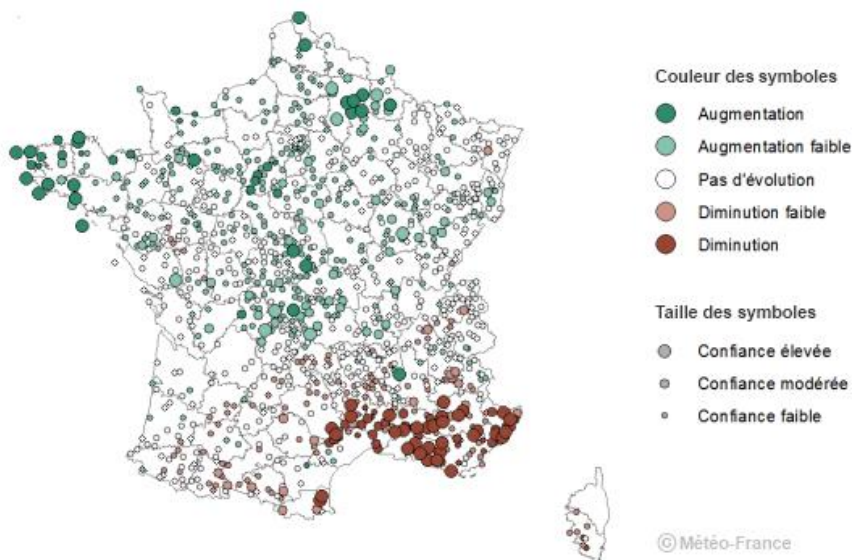 Couleur des symboles
Augmentation
Augmentation faible
Pas d'évolution
Diminution faible
Diminution
Taille des symboles
Confiance élevée
Confiance modérée
Confiance faible
© Météo-France